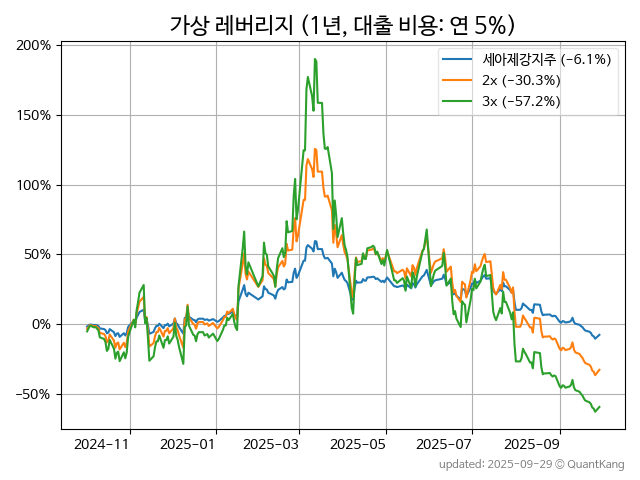 가상 레버리지 (1년, 대출 비용: 연 5%)
200%
150%
100%
50%
0%
−50%
세아제강지주 (−6.1%)
2x (−30.3%)
3x (−57.2%)
2024-11 2025-01 2025-03 2025-05 2025-07 2025-09
updated: 2025-09-29 © QuantKang